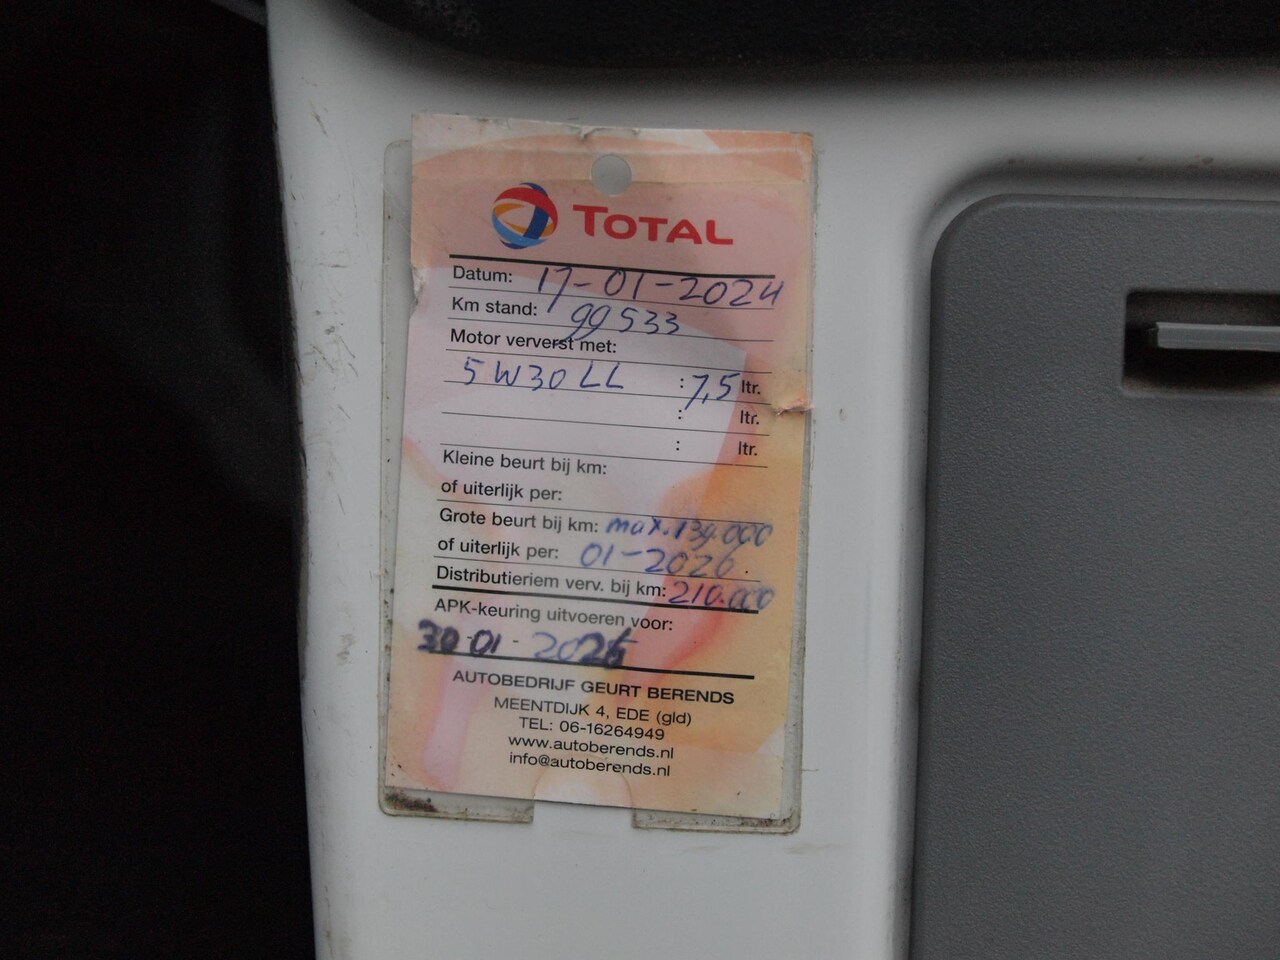 TOTAL
Datum: 17-01-2024
Km stand: 99533
Motor ververst met:
5W30 LL : 7,5 ltr.
: ltr.
: ltr.
Kleine beurt bij km:
of uiterlijk per:
Grote beurt bij km: max. 139.000
of uiterlijk per: 01-2026.
Distributieriem verv. bij km: 210.000
APK-keuring uitvoeren voor:
30-01-2026
AUTOBEDRIJF GEURT BERENDS
MEENTDIJK 4, EDE (gld)
TEL: 06-16264949
www.autoberends.nl
info@autoberends.nl